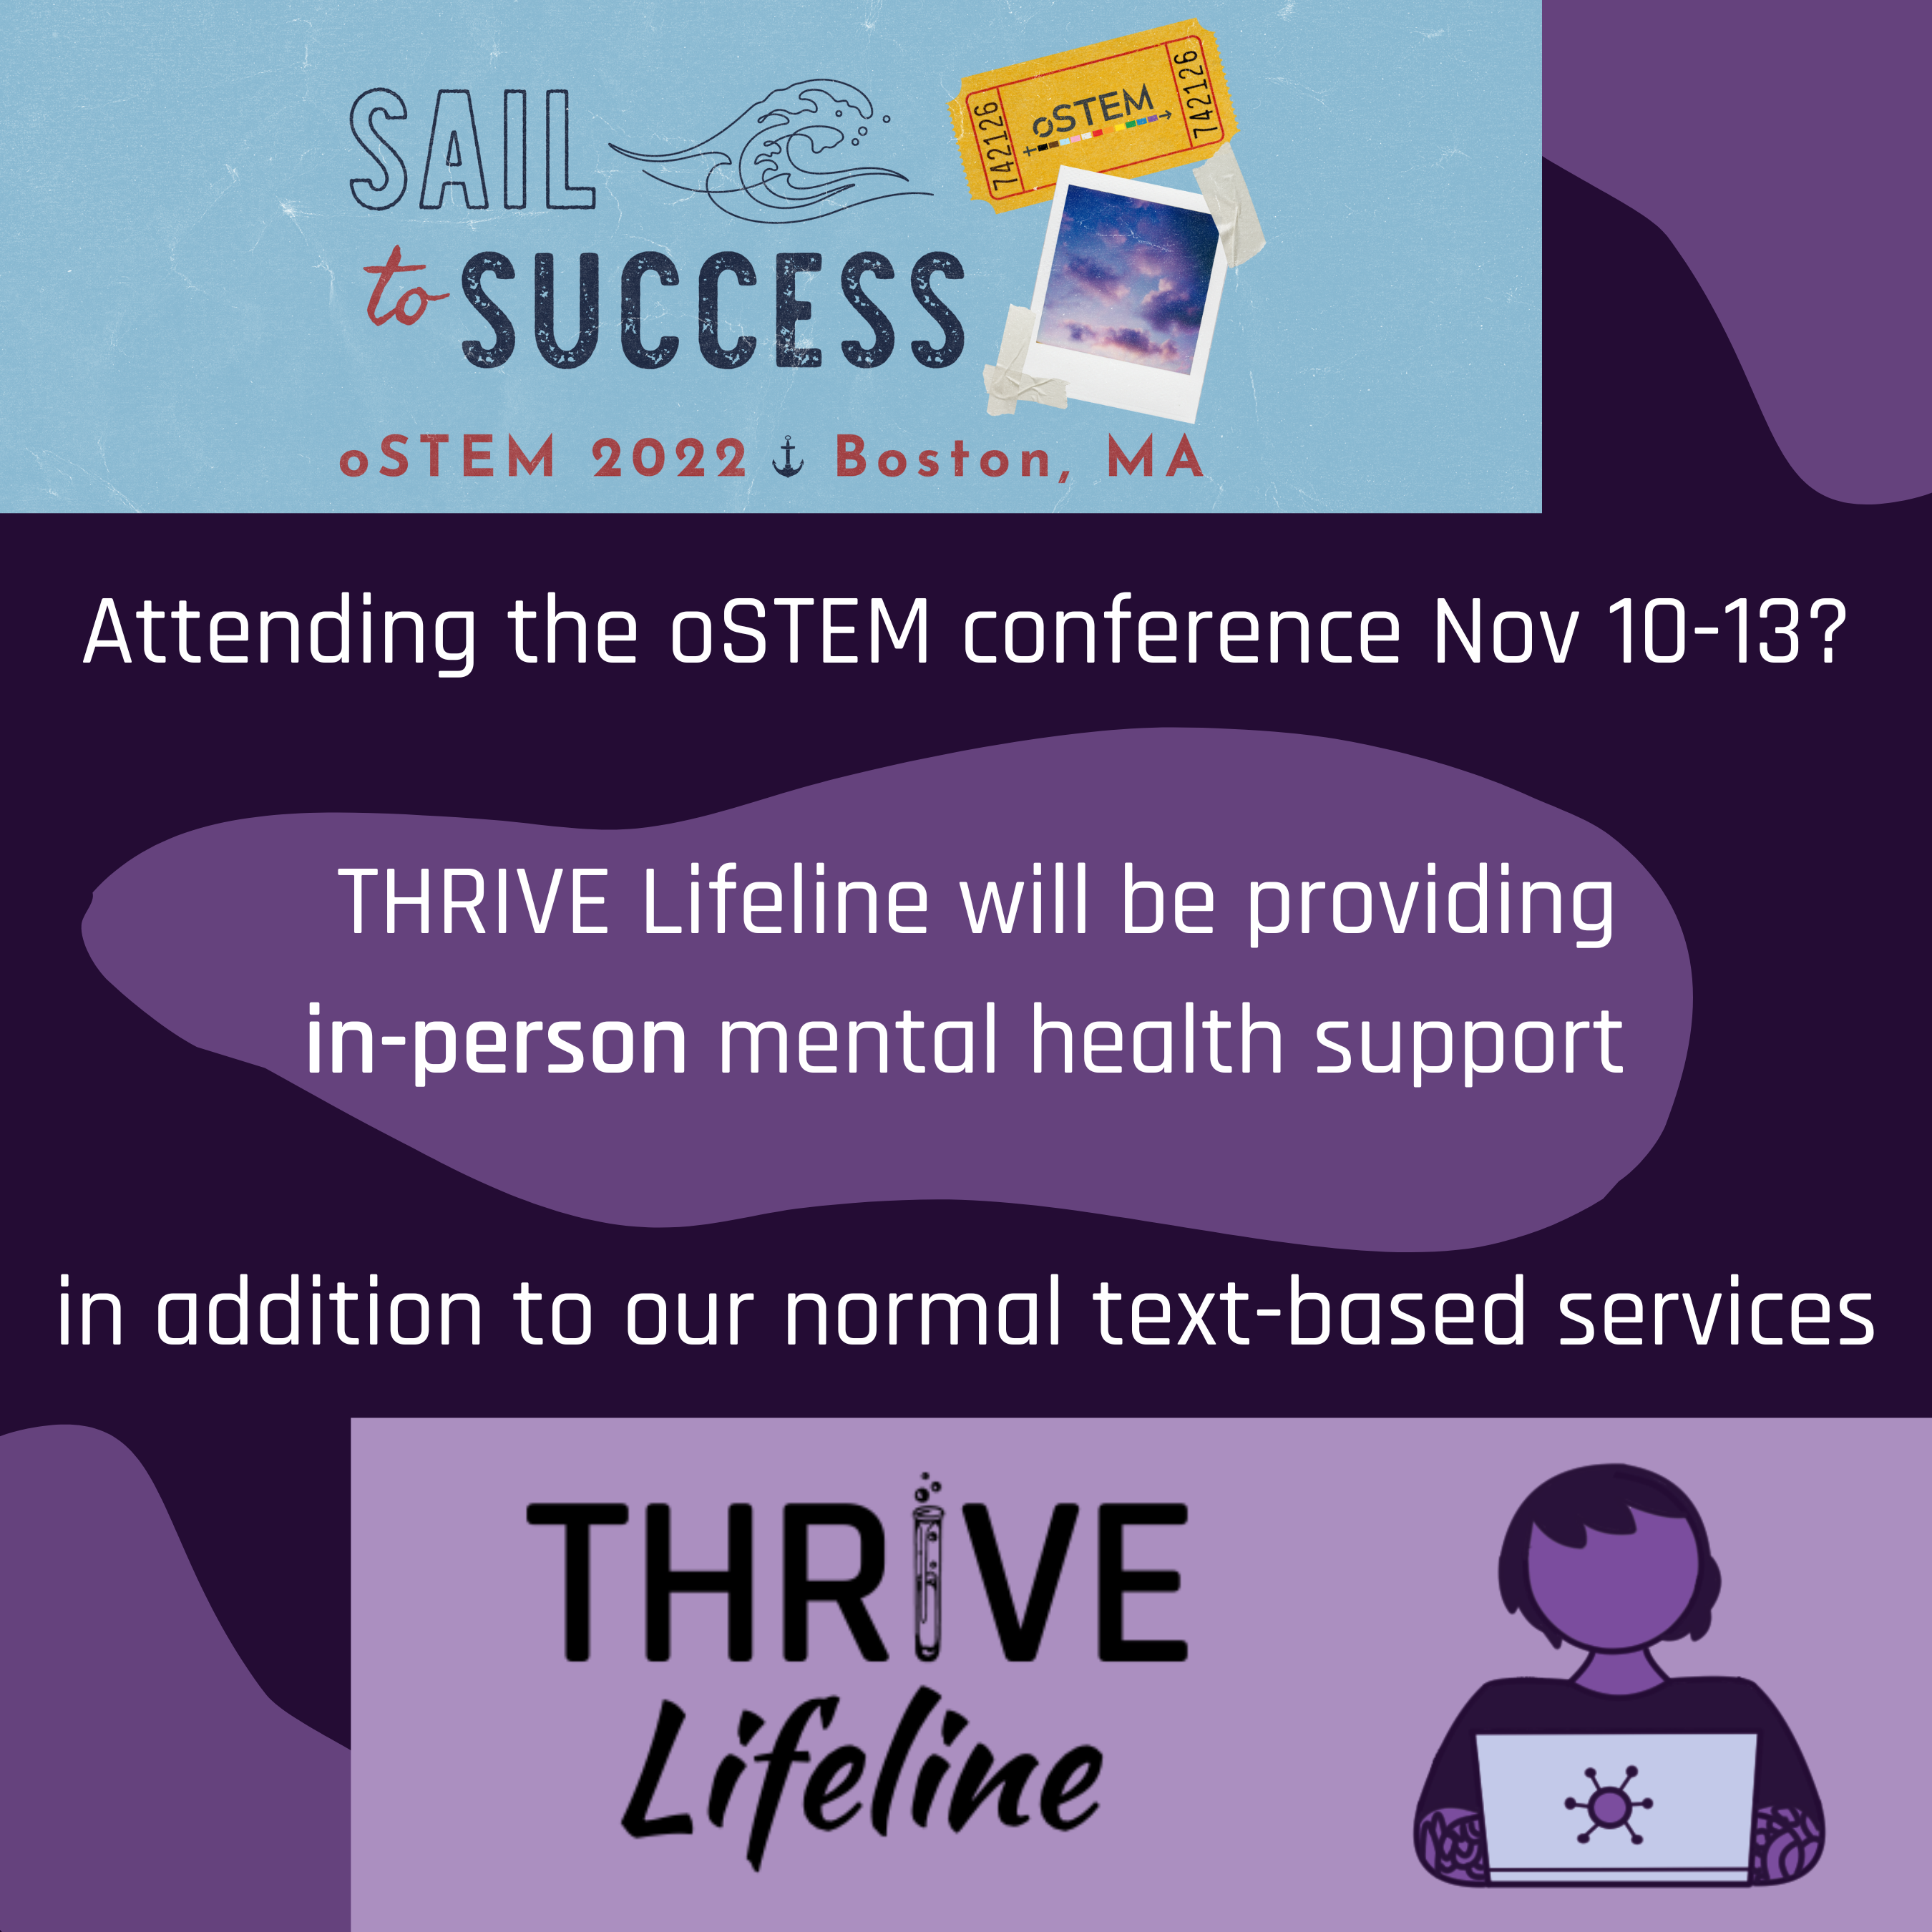 SAIL
to SUCCESS
742126
oSTEM
742126
oSTEM 2022 Boston, MA
Attending the oSTEM conference Nov 10-13?
THRIVE Lifeline will be providing
in-person mental health support
in addition to our normal text-based services
THRIVE
Lifeline